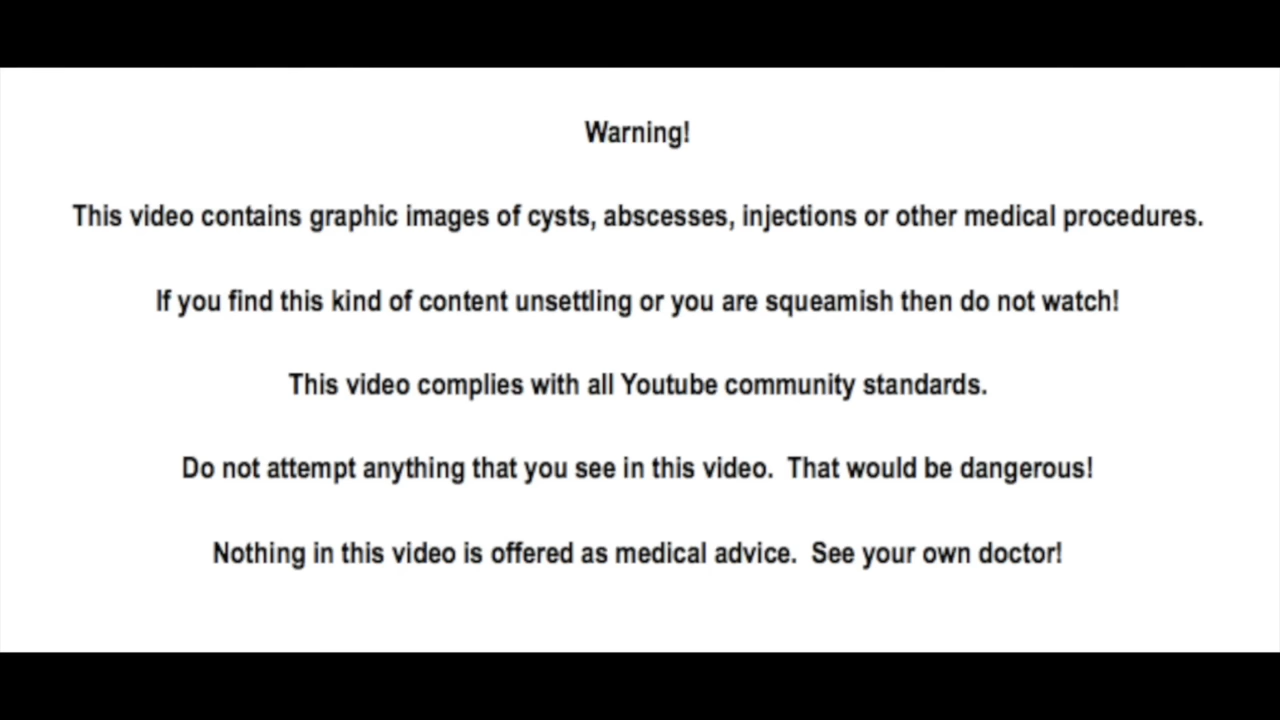 Warning!
This video contains graphic images of cysts, abscesses, injections or other medical procedures.
If you find this kind of content unsettling or you are squeamish then do not watch!
This video complies with all Youtube community standards.
Do not attempt anything that you see in this video.  That would be dangerous!
Nothing in this video is offered as medical advice.  See your own doctor!